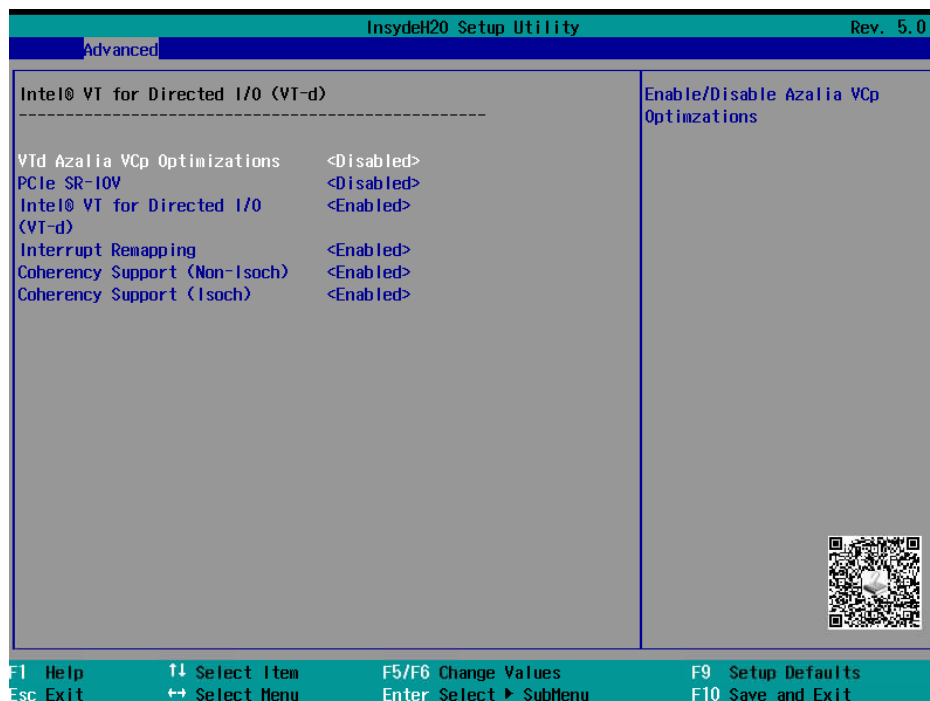 InsydeH20 Setup Utility Rev. 5.0
Advanced
Intel® VT for Directed I/O (VT-d)
--------------------------------------------------
VTd Azalia VCp Optimizations <Disabled>
PCIe SR-IOV <Disabled>
Intel® VT for Directed I/O <Enabled>
(VT-d)
Interrupt Remapping <Enabled>
Coherency Support (Non-Isoch) <Enabled>
Coherency Support (Isoch) <Enabled>
Enable/Disable Azalia VCp
Optimzations
F1 Help ↑↓ Select Item F5/F6 Change Values F9 Setup Defaults
Esc Exit ↔ Select Menu Enter Select ▶ SubMenu F10 Save and Exit